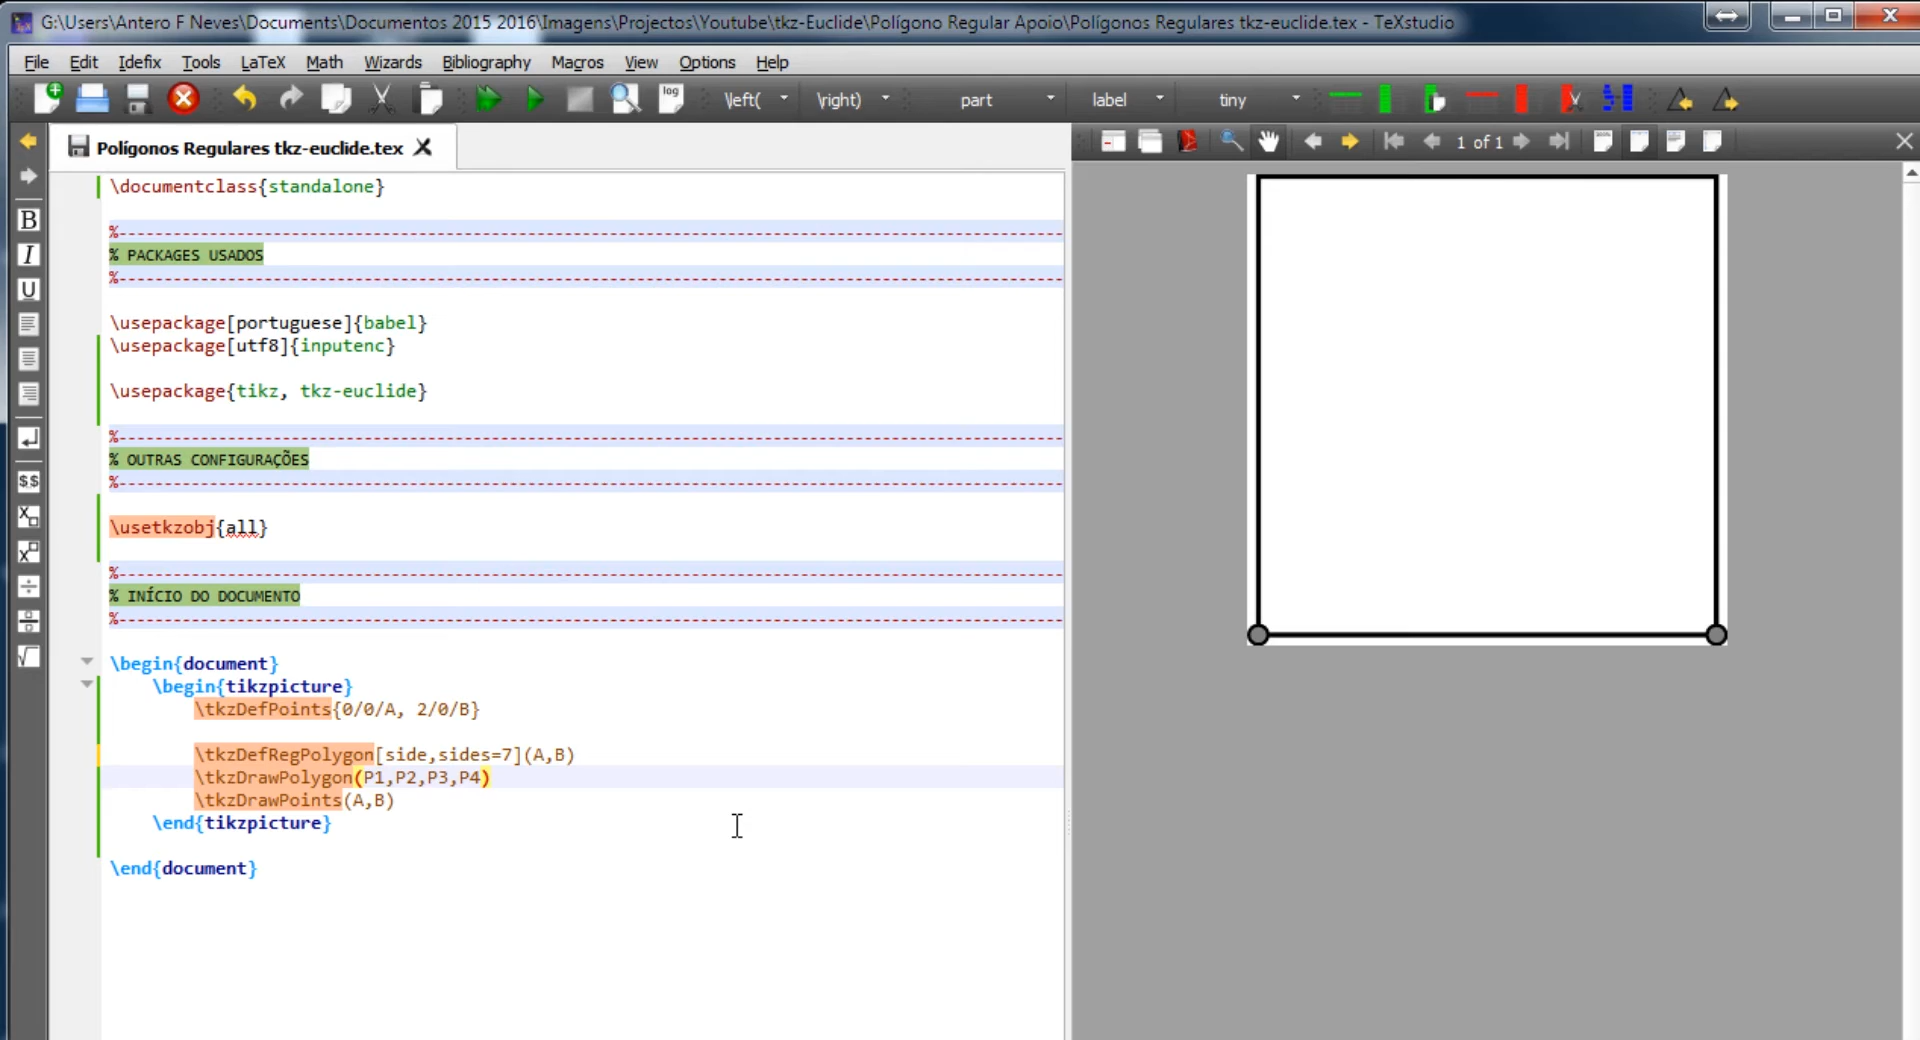 G:\Users\Antero F Neves\Documents\Documentos 2015 2016\Imagens\Projectos\Youtube\tkz-Euclide\Polígono Regular Apoio\Polígonos Regulares tkz-euclide.tex - TeXstudio
File Edit Idefix Tools LaTeX Math Wizards Bibliography Macros View Options Help
log \left( \right) part label tiny
Polígonos Regulares tkz-euclide.tex
1 of 1
\documentclass{standalone}
%--------------------------------------------------------------------
% PACKAGES USADOS
%--------------------------------------------------------------------
\usepackage[portuguese]{babel}
\usepackage[utf8]{inputenc}
\usepackage{tikz, tkz-euclide}
%--------------------------------------------------------------------
% OUTRAS CONFIGURAÇÕES
%--------------------------------------------------------------------
\usetkzobj{all}
%--------------------------------------------------------------------
% INÍCIO DO DOCUMENTO
%--------------------------------------------------------------------
\begin{document}
\begin{tikzpicture}
\tkzDefPoints{0/0/A, 2/0/B}
\tkzDefRegPolygon[side,sides=7](A,B)
\tkzDrawPolygon(P1,P2,P3,P4)
\tkzDrawPoints(A,B)
\end{tikzpicture}
\end{document}
B
I
U
$$